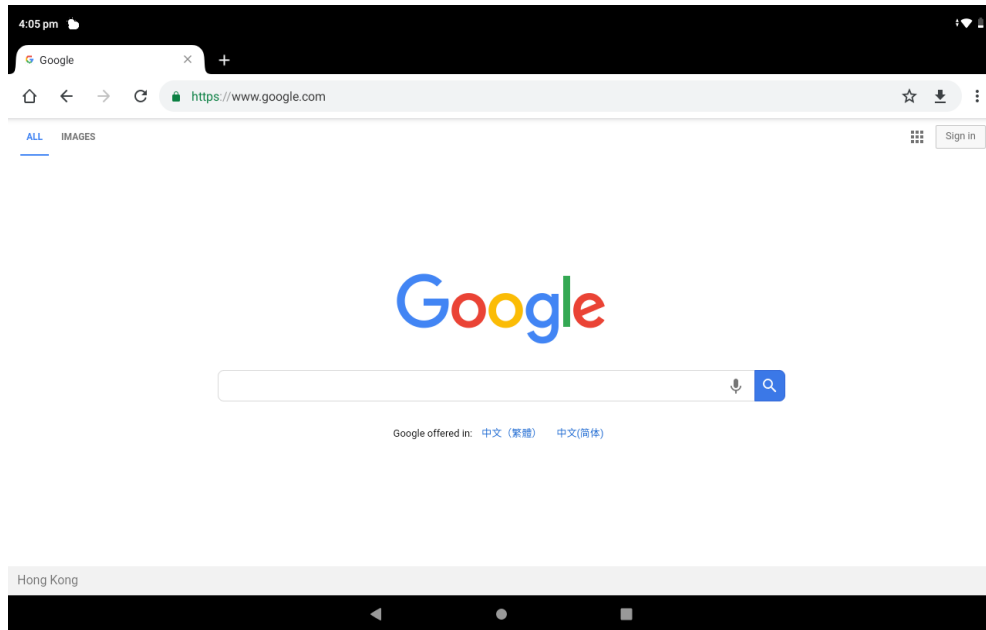 4:05 pm
Google
https://www.google.com
ALL IMAGES Sign in
Google
Google offered in: 中文（繁體） 中文(简体)
Hong Kong